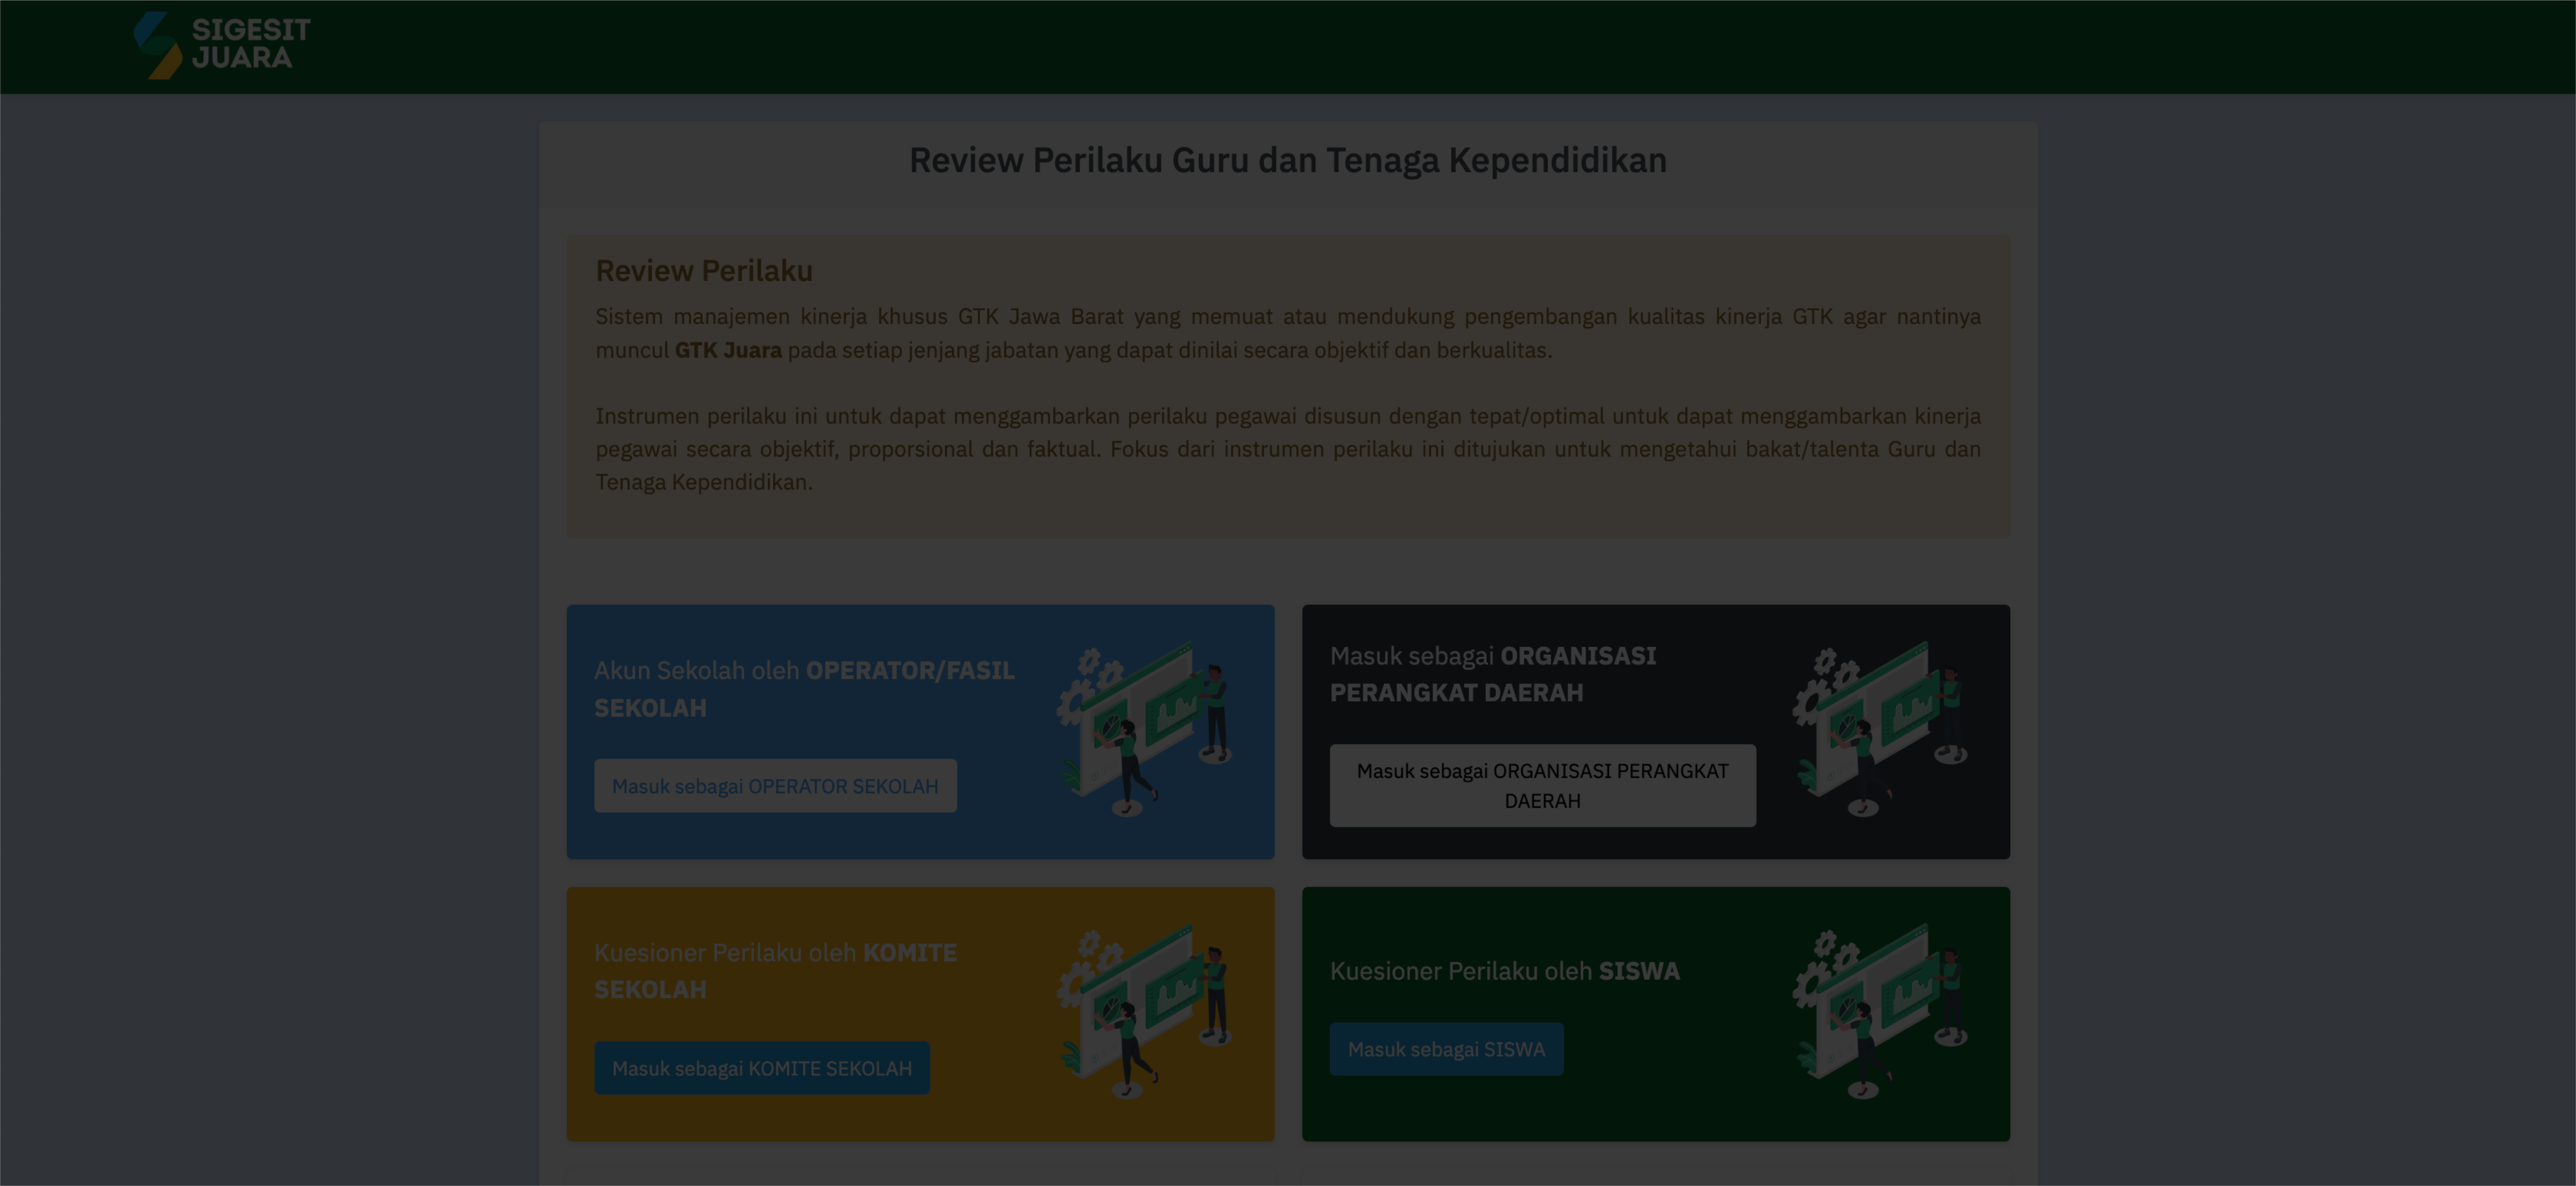 SIGESIT
JUARA
Review Perilaku Guru dan Tenaga Kependidikan
Review Perilaku
Sistem manajemen kinerja khusus GTK Jawa Barat yang memuat atau mendukung pengembangan kualitas kinerja GTK agar nantinya
muncul GTK Juara pada setiap jenjang jabatan yang dapat dinilai secara objektif dan berkualitas.
Instrumen perilaku ini untuk dapat menggambarkan perilaku pegawai disusun dengan tepat/optimal untuk dapat menggambarkan kinerja
pegawai secara objektif, proporsional dan faktual. Fokus dari instrumen perilaku ini ditujukan untuk mengetahui bakat/talenta Guru dan
Tenaga Kependidikan.
Akun Sekolah oleh OPERATOR/FASIL
SEKOLAH
Masuk sebagai OPERATOR SEKOLAH
Masuk sebagai ORGANISASI
PERANGKAT DAERAH
Masuk sebagai ORGANISASI PERANGKAT
DAERAH
Kuesioner Perilaku oleh KOMITE
SEKOLAH
Masuk sebagai KOMITE SEKOLAH
Kuesioner Perilaku oleh SISWA
Masuk sebagai SISWA